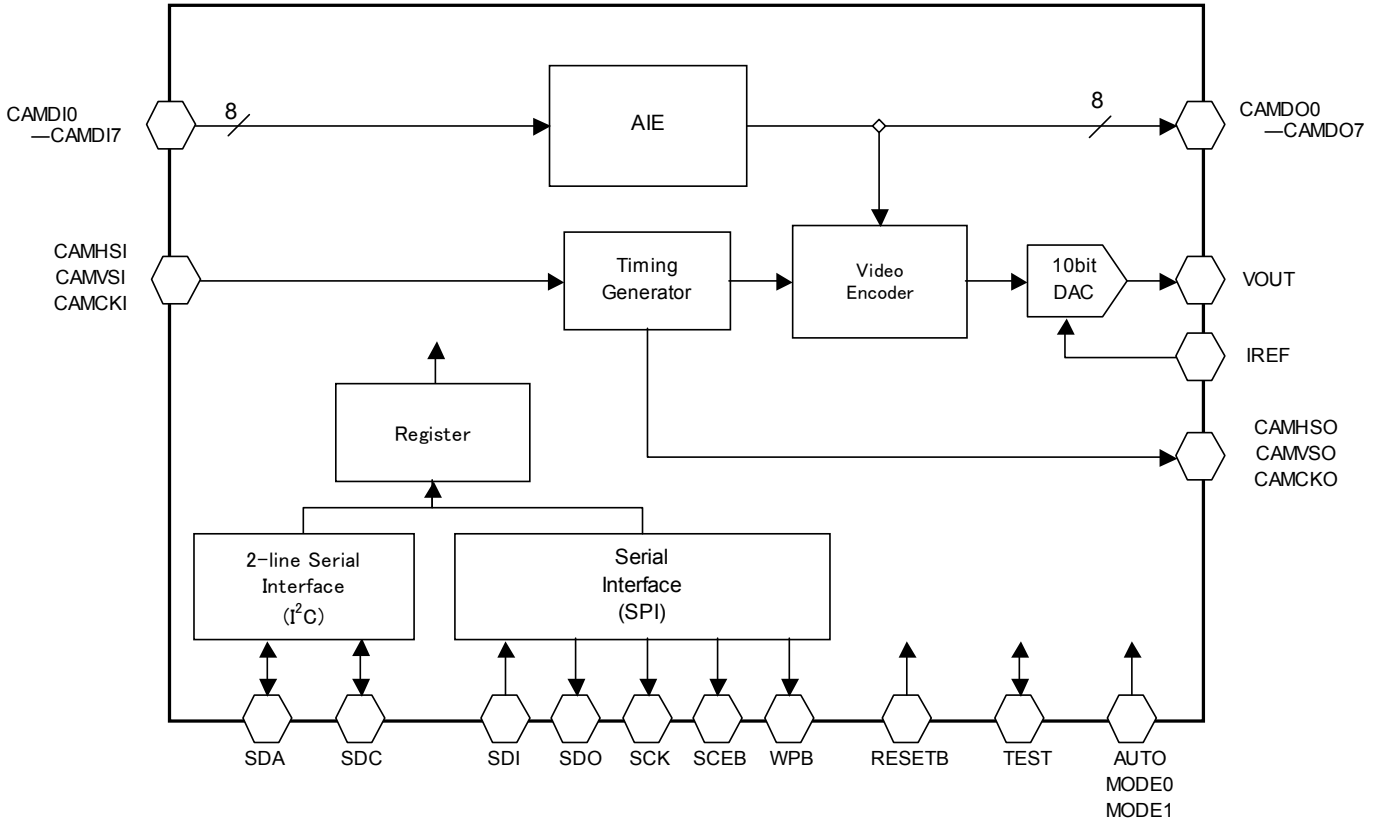 CAMDI0
—CAMDI7
8
AIE
8
CAMDO0
—CAMDO7
CAMHSI
CAMVSI
CAMCKI
Timing
Generator
Video
Encoder
10bit
DAC
VOUT
IREF
Register
CAMHSO
CAMVSO
CAMCKO
2-line Serial
Interface
(I²C)
Serial
Interface
(SPI)
SDA
SDC
SDI
SDO
SCK
SCEB
WPB
RESETB
TEST
AUTO
MODE0
MODE1